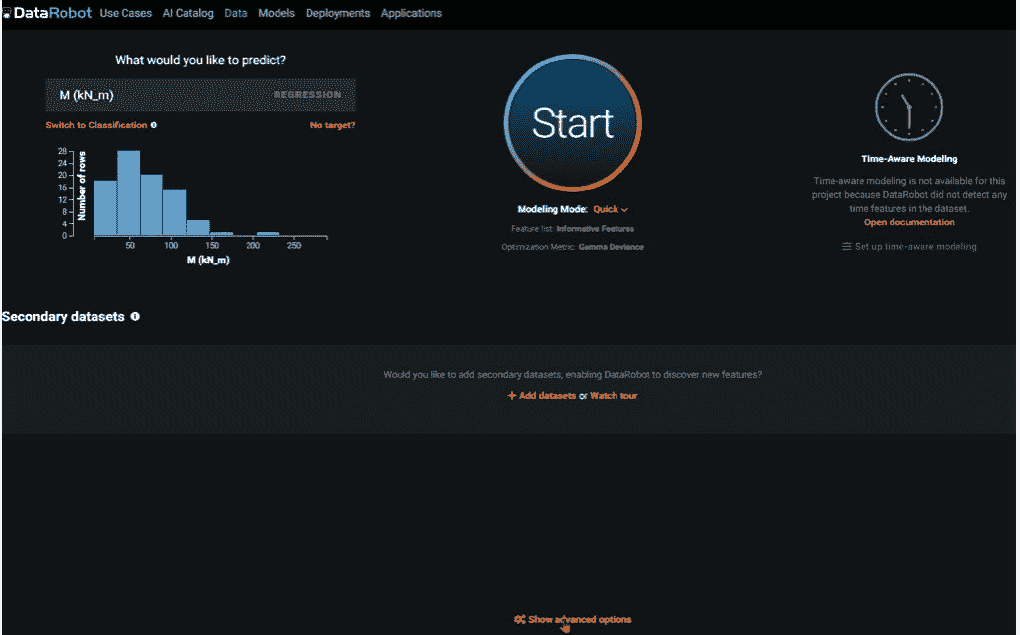 DataRobot Use Cases AI Catalog Data Models Deployments Applications
What would you like to predict?
M (kN_m) REGRESSION
Switch to Classification No target?
Number of rows
28
24
20
16
12
8
4
0
50 100 150 200 250
M (kN_m)
Start
Modeling Mode: Quick
Feature list: Informative Features
Optimization Metric: Gamma Deviance
Time-Aware Modeling
Time-aware modeling is not available for this
project because DataRobot did not detect any
time features in the dataset.
Open documentation
Set up time-aware modeling
Secondary datasets
Would you like to add secondary datasets, enabling DataRobot to discover new features?
+ Add datasets or Watch tour
Show advanced options